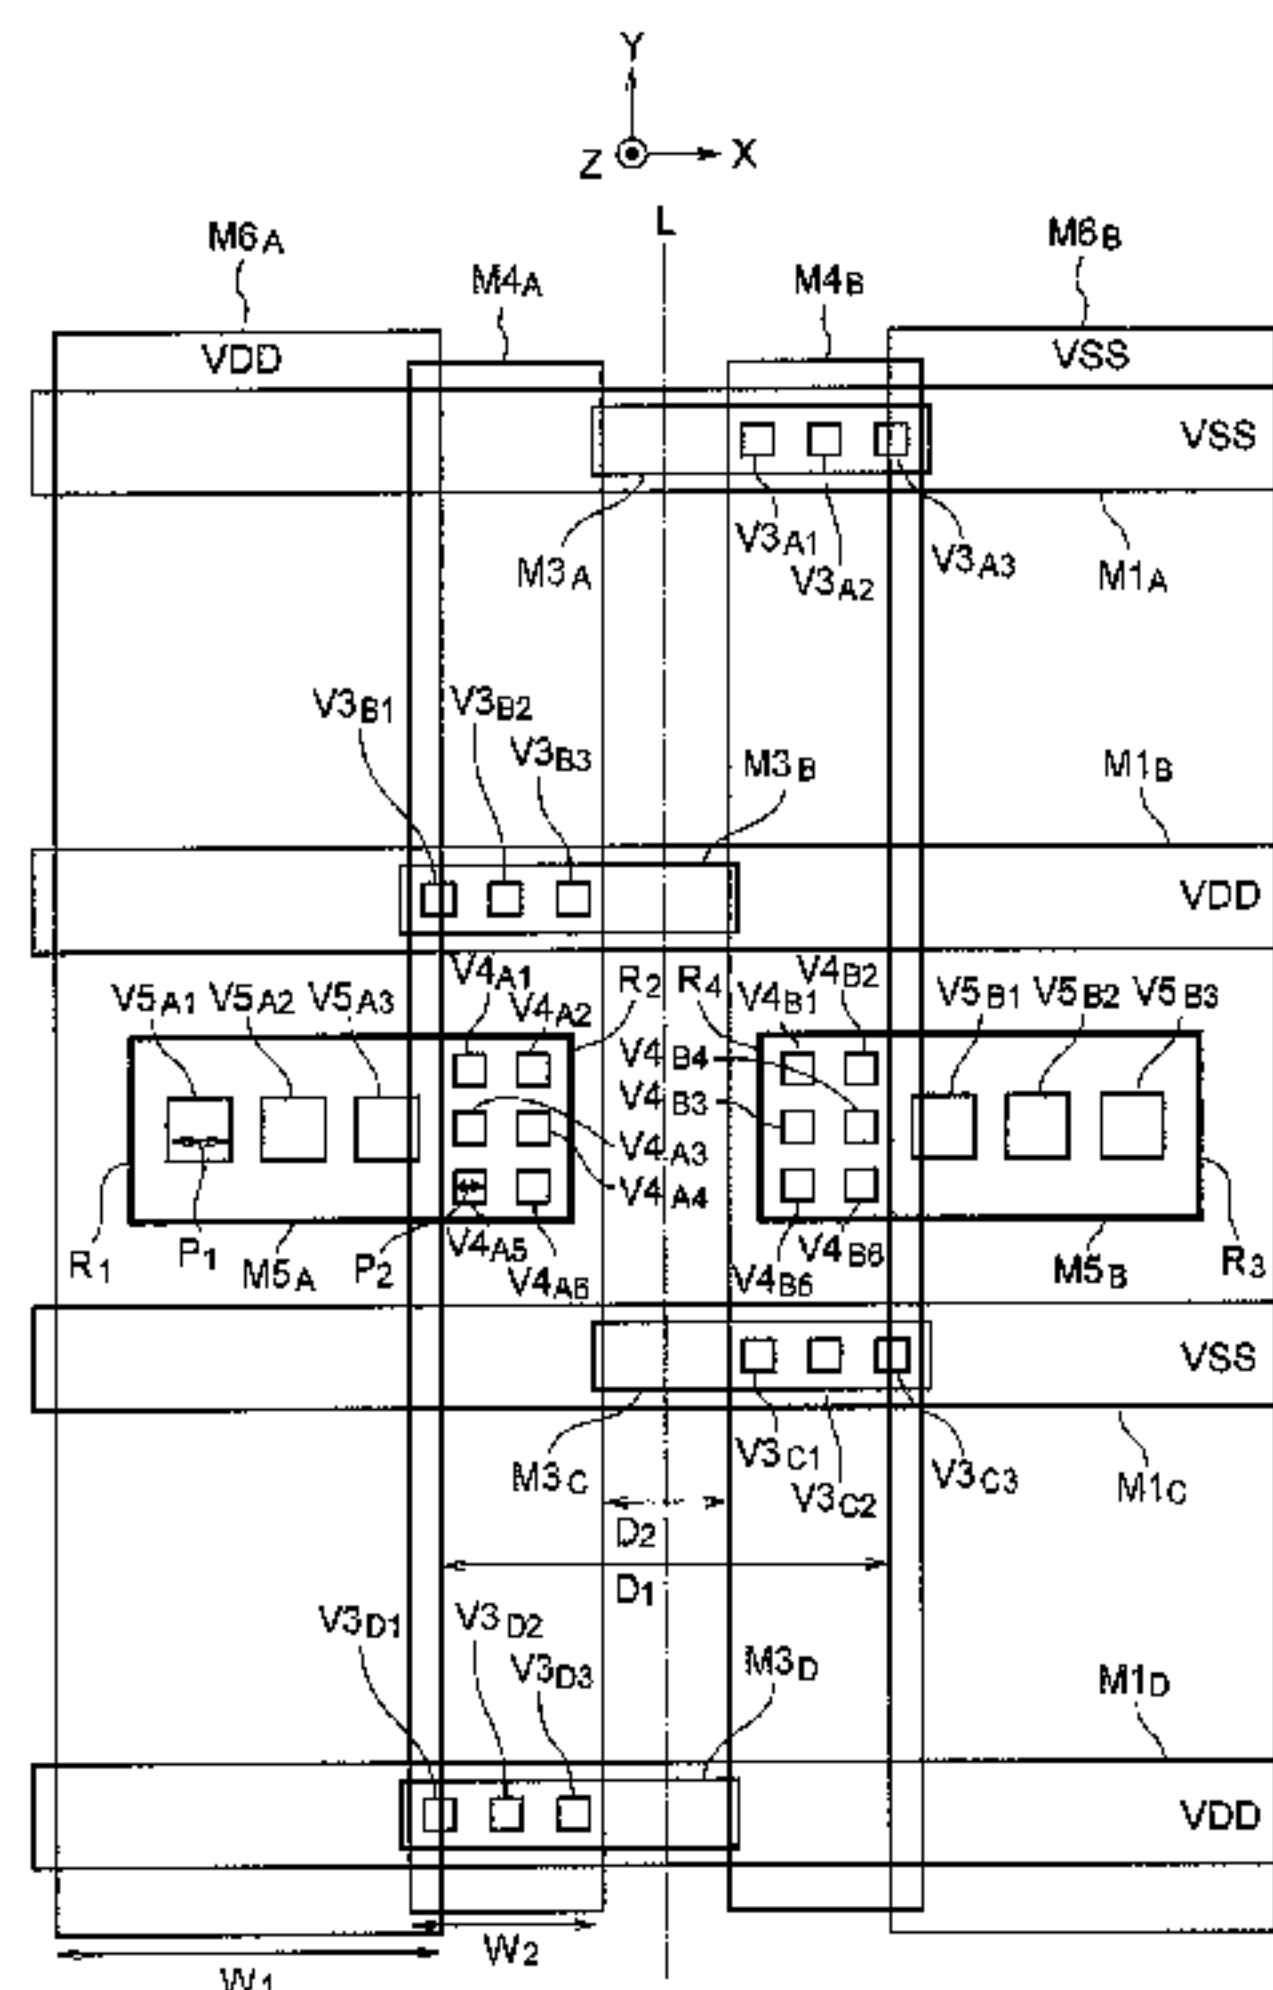 Y
Z X
L
M6A M6B
M4A M4B
VDD VSS
VSS
V3A1
M3A V3A2 V3A3 M1A
V3B1 V3B2
V3B3 M3B M1B
VDD
V4A1 R2 R4 V4B2
V5A1 V5A2 V5A3 V4A2 V4B1 V5B1 V5B2 V5B3
V4B4
V4B3
V4A3
V4A4
R1 P1 M5A P2 V4A5 V4B6 M5B R3
V4A6 V4B5
VSS
V3C1
M3C V3C2 V3C3 M1C
D2
D1
V3D1 V3D2
V3D3 M3D M1D
VDD
W2
W1